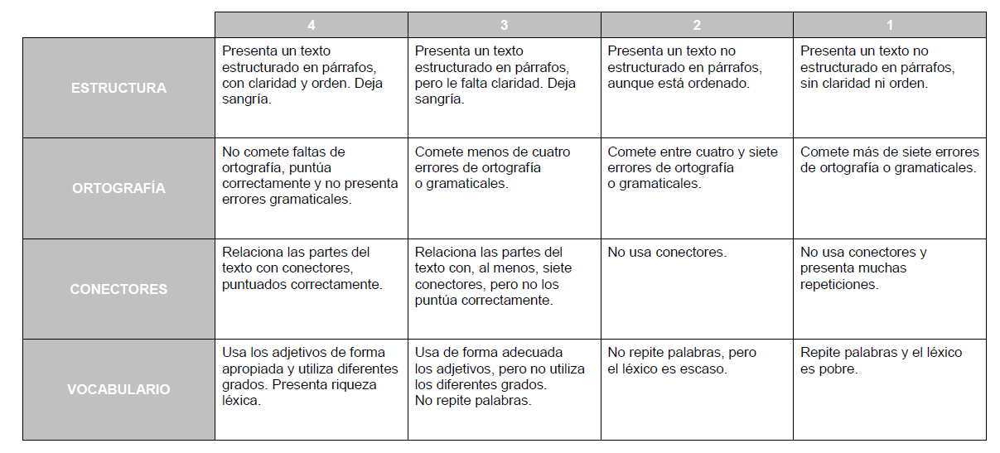 4
3
2
1
ESTRUCTURA
Presenta un texto
estructurado en párrafos,
con claridad y orden. Deja
sangría.
Presenta un texto
estructurado en párrafos,
pero le falta claridad. Deja
sangría.
Presenta un texto no
estructurado en párrafos,
aunque está ordenado.
Presenta un texto no
estructurado en párrafos,
sin claridad ni orden.
ORTOGRAFÍA
No comete faltas de
ortografía, puntúa
correctamente y no presenta
errores gramaticales.
Comete menos de cuatro
errores de ortografía
o gramaticales.
Comete entre cuatro y siete
errores de ortografía
o gramaticales.
Comete más de siete errores
de ortografía o gramaticales.
CONECTORES
Relaciona las partes del
texto con conectores,
puntuados correctamente.
Relaciona las partes del
texto con, al menos, siete
conectores, pero no los
puntúa correctamente.
No usa conectores.
No usa conectores y
presenta muchas
repeticiones.
VOCABULARIO
Usa los adjetivos de forma
apropiada y utiliza diferentes
grados. Presenta riqueza
léxica.
Usa de forma adecuada
los adjetivos, pero no utiliza
los diferentes grados.
No repite palabras.
No repite palabras, pero
el léxico es escaso.
Repite palabras y el léxico
es pobre.